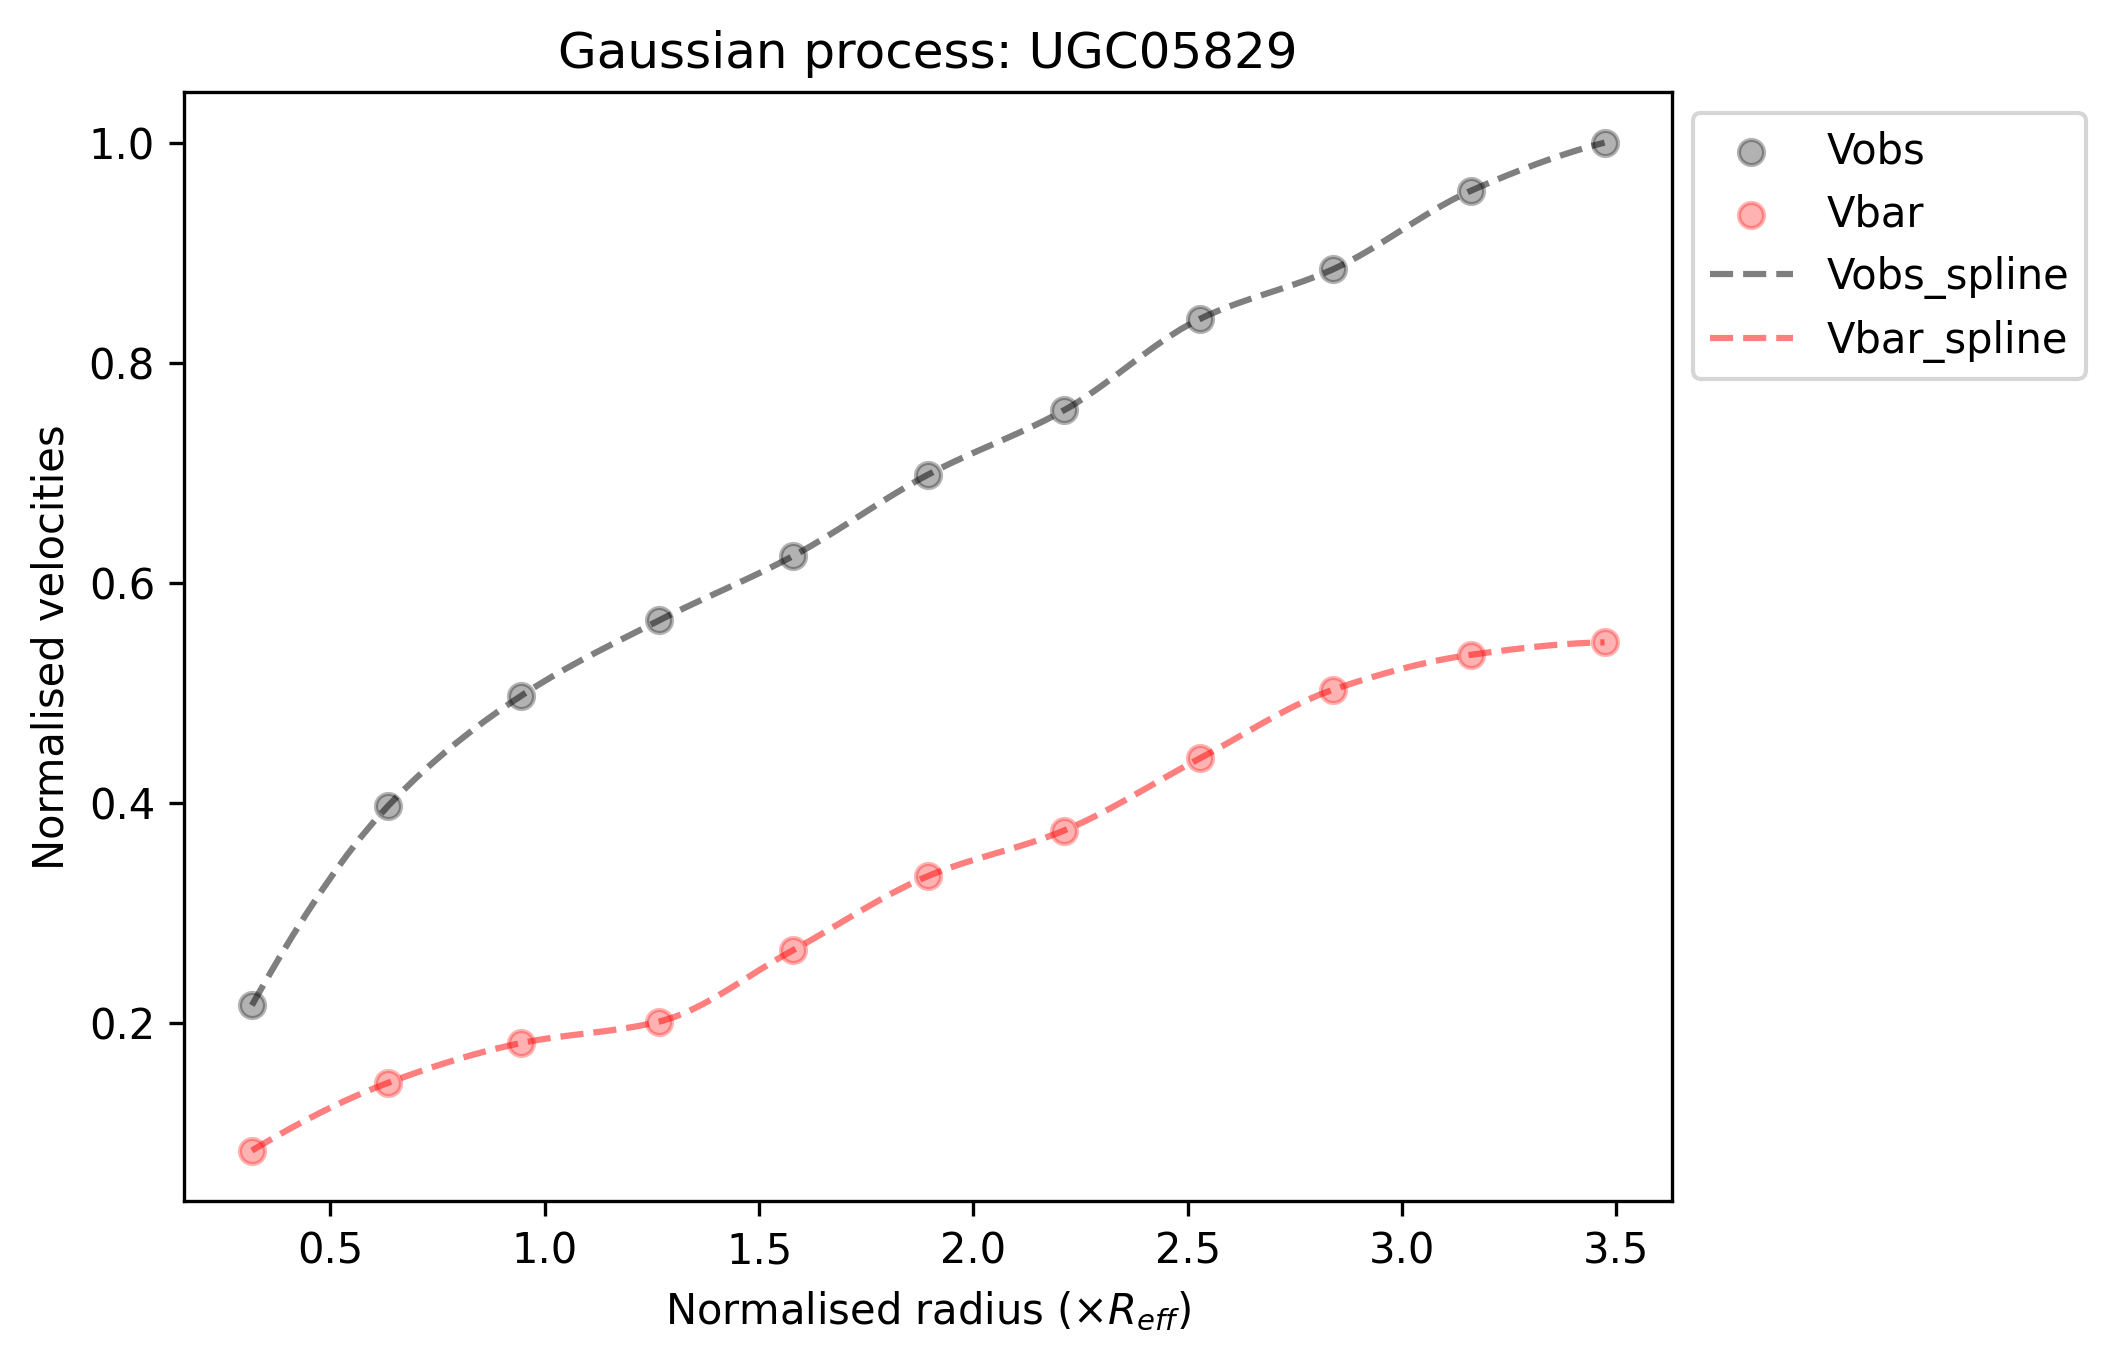 Gaussian process: UGC05829
1.0
0.8
0.6
0.4
0.2
Normalised velocities
0.5 1.0 1.5 2.0 2.5 3.0 3.5
Normalised radius (×R_eff)
Vobs
Vbar
Vobs_spline
Vbar_spline